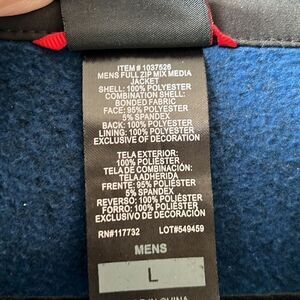 ITEM # 1037526
MENS FULL ZIP MIX MEDIA
JACKET
SHELL: 100% POLYESTER
COMBINATION SHELL:
BONDED FABRIC
FACE: 95% POLYESTER
5% SPANDEX
BACK: 100% POLYESTER
LINING: 100% POLYESTER
EXCLUSIVE OF DECORATION
TELA EXTERIOR:
100% POLIÉSTER
TELA DE COMBINACIÓN:
TELA ADHERIDA
FRENTE: 95% POLIÉSTER
5% SPANDEX
REVERSO: 100% POLIÉSTER
FORRO: 100% POLIÉSTER
EXCLUSIVO DE DECORACIÓN
RN#117732 LOT#549459
MENS
L
IN CHINA